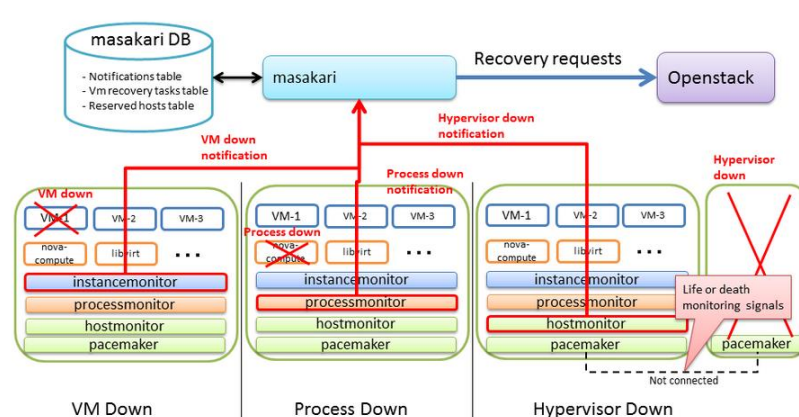 masakari DB
- Notifications table
- Vm recovery tasks table
- Reserved hosts table
masakari
Recovery requests
Openstack
VM down
notification
Hypervisor down
notification
Process down
notification
Hypervisor
down
VM down
VM-1
VM-2
VM-3
nova-
compute
libvirt
...
instancemonitor
processmonitor
hostmonitor
pacemaker
VM-1
VM-2
VM-3
Process down
nova-
compute
libvirt
...
instancemonitor
processmonitor
hostmonitor
pacemaker
VM-1
VM-2
VM-3
nova-
compute
libvirt
...
instancemonitor
processmonitor
hostmonitor
pacemaker
Life or death
monitoring signals
pacemaker
Not connected
VM Down
Process Down
Hypervisor Down